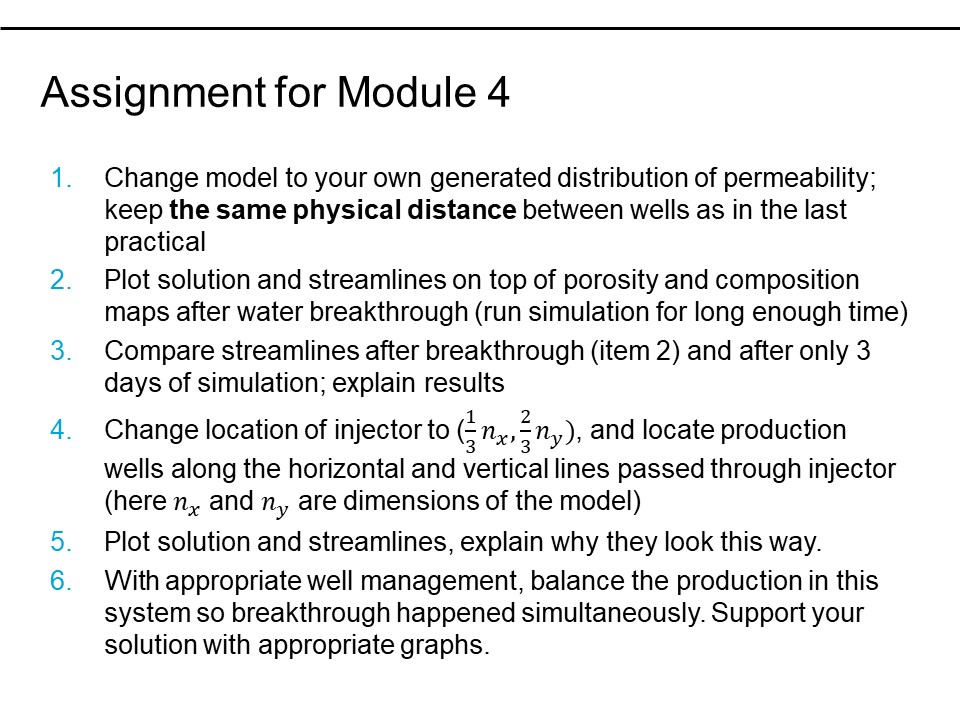 Assignment for Module 4
1. Change model to your own generated distribution of permeability;
keep the same physical distance between wells as in the last
practical
2. Plot solution and streamlines on top of porosity and composition
maps after water breakthrough (run simulation for long enough time)
3. Compare streamlines after breakthrough (item 2) and after only 3
days of simulation; explain results
4. Change location of injector to (1/3 nₓ, 2/3 n_y), and locate production
wells along the horizontal and vertical lines passed through injector
(here nₓ and n_y are dimensions of the model)
5. Plot solution and streamlines, explain why they look this way.
6. With appropriate well management, balance the production in this
system so breakthrough happened simultaneously. Support your
solution with appropriate graphs.